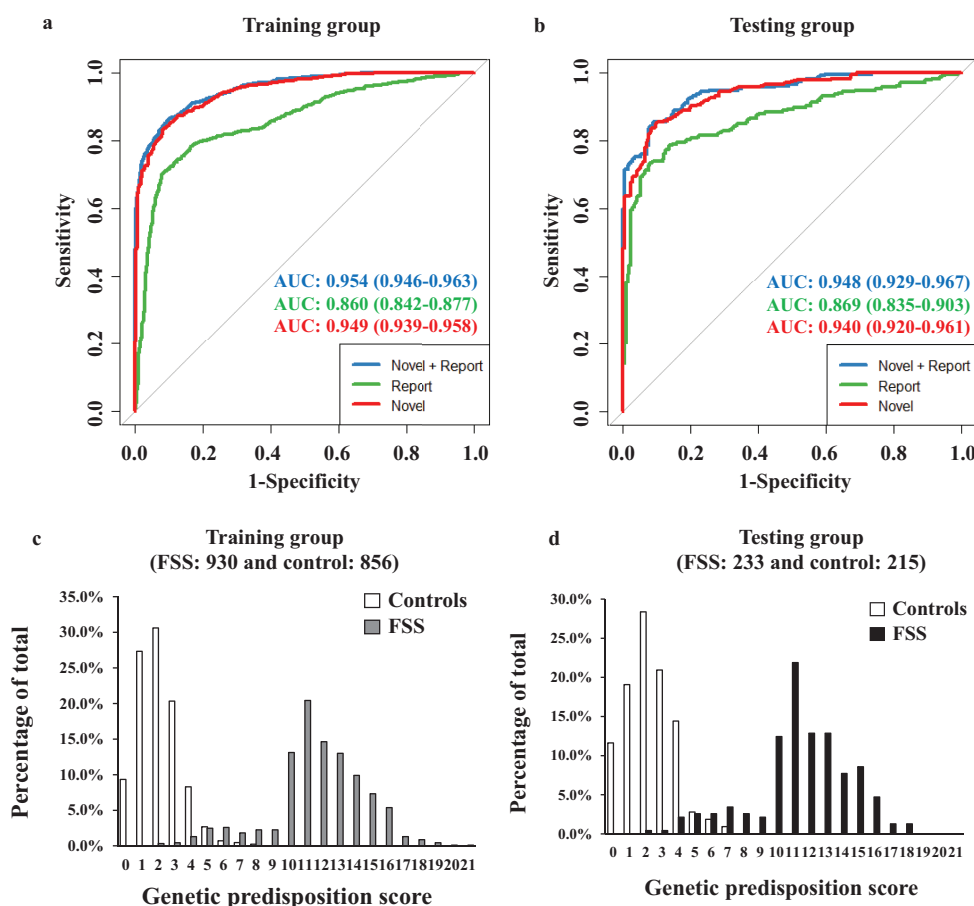 a
Training group
Sensitivity
1.0
0.8
0.6
0.4
0.2
0.0
AUC: 0.954 (0.946-0.963)
AUC: 0.860 (0.842-0.877)
AUC: 0.949 (0.939-0.958)
Novel + Report
Report
Novel
0.0 0.2 0.4 0.6 0.8 1.0
1-Specificity
b
Testing group
Sensitivity
1.0
0.8
0.6
0.4
0.2
0.0
AUC: 0.948 (0.929-0.967)
AUC: 0.869 (0.835-0.903)
AUC: 0.940 (0.920-0.961)
Novel + Report
Report
Novel
0.0 0.2 0.4 0.6 0.8 1.0
1-Specificity
c
Training group
(FSS: 930 and control: 856)
Percentage of total
35.0%
30.0%
25.0%
20.0%
15.0%
10.0%
5.0%
0.0%
Controls
FSS
0 1 2 3 4 5 6 7 8 9 10 11 12 13 14 15 16 17 18 19 20 21
Genetic predisposition score
d
Testing group
(FSS: 233 and control: 215)
Percentage of total
30.0%
25.0%
20.0%
15.0%
10.0%
5.0%
0.0%
Controls
FSS
0 1 2 3 4 5 6 7 8 9 10 11 12 13 14 15 16 17 18 19 20 21
Genetic predisposition score